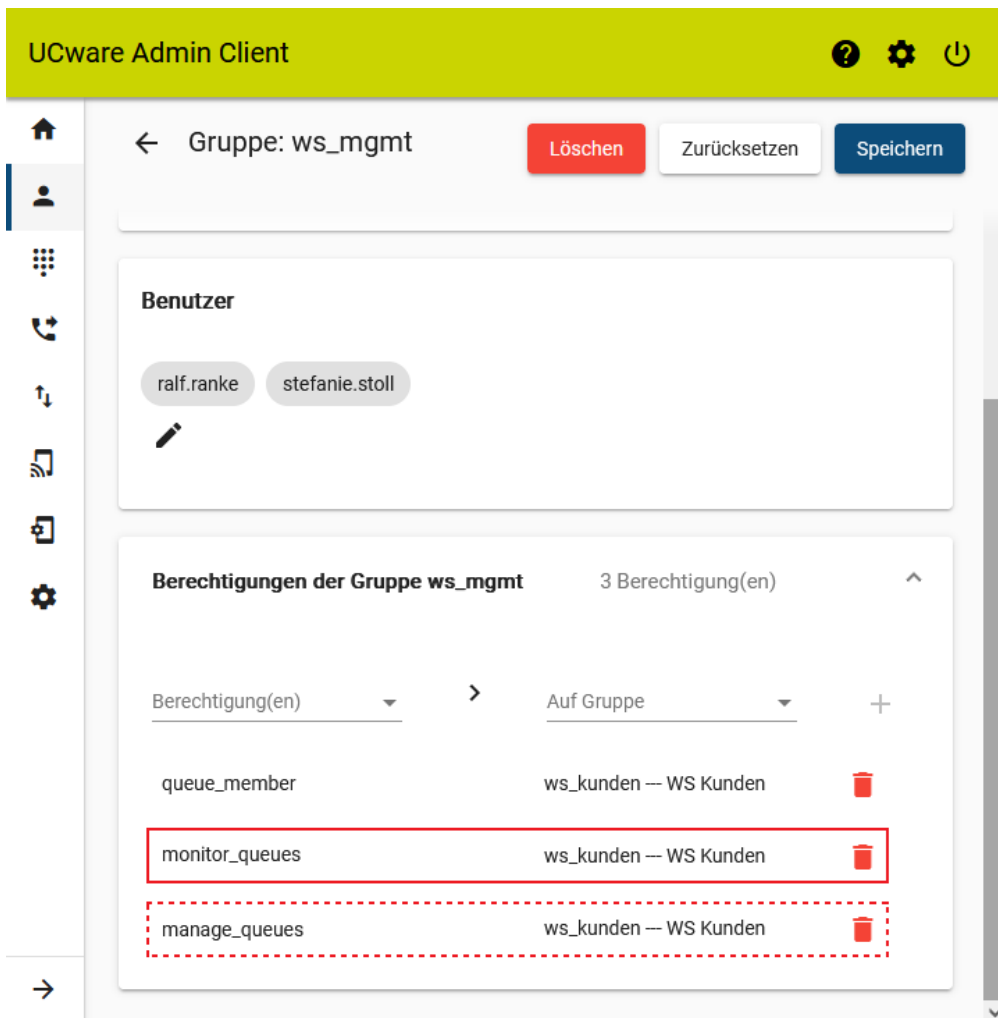 UCware Admin Client
Gruppe: ws_mgmt
Löschen
Zurücksetzen
Speichern
Benutzer
ralf.ranke
stefanie.stoll
Berechtigungen der Gruppe ws_mgmt
3 Berechtigung(en)
Berechtigung(en)
Auf Gruppe
queue_member
ws_kunden --- WS Kunden
monitor_queues
ws_kunden --- WS Kunden
manage_queues
ws_kunden --- WS Kunden